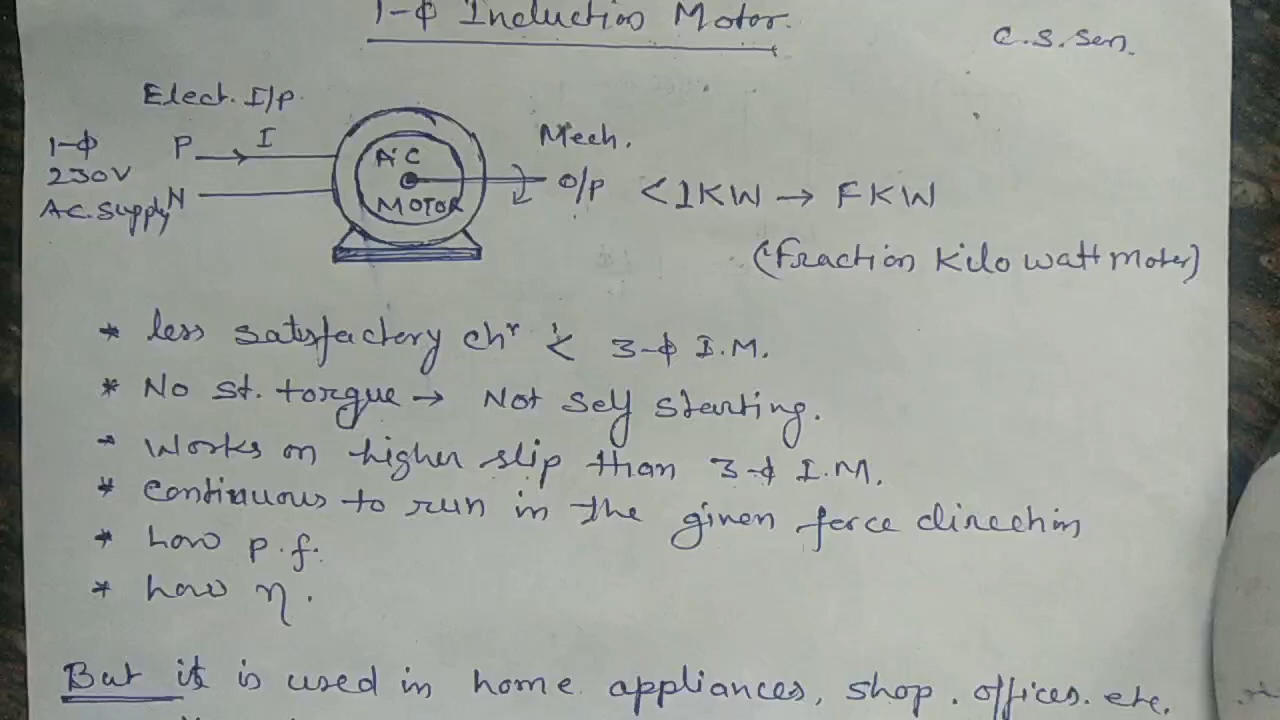 1-ϕ Induction Motor.
C.S.Sen.
Elect. I/p.
1-ϕ
230V
A.C. Supply
P
I
N
A.C
MOTOR
Mech.
O/p < 1KW → FKW
(Fraction Kilo watt moter)
* less satisfactory chʳ < 3-ϕ I.M.
* No st. torque → Not self starting.
* Works on higher slip than 3-ϕ I.M.
* continuous to run in the given force direction
* Low p.f.
* Low η.
But it is used in home appliances, shop. offices. etc.